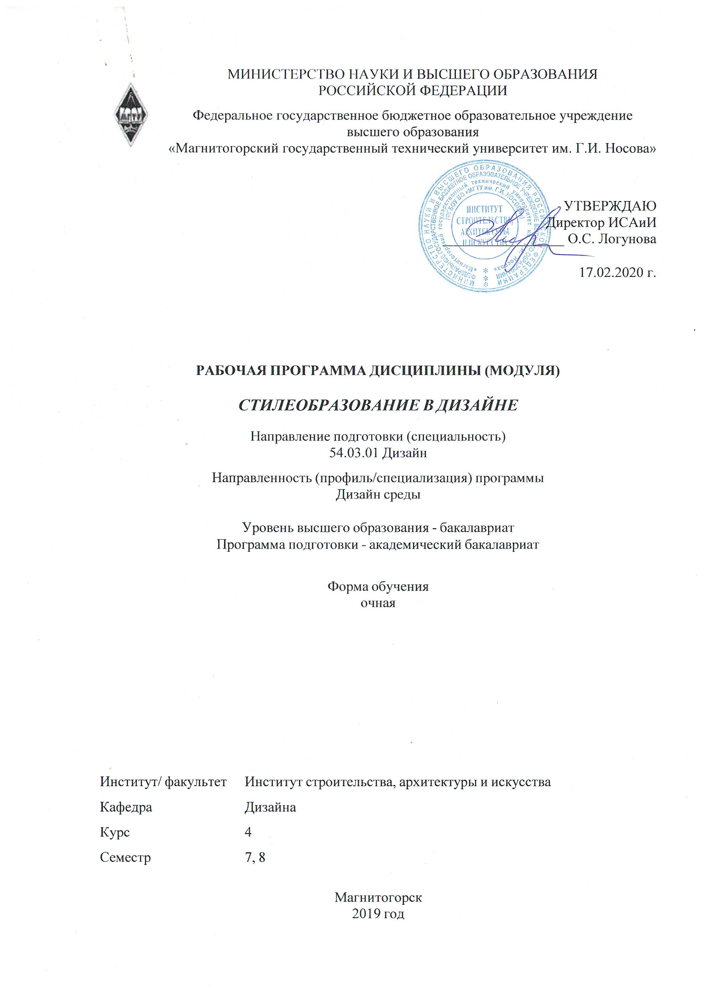 МИНИСТЕРСТВО НАУКИ И ВЫСШЕГО ОБРАЗОВАНИЯ
РОССИЙСКОЙ ФЕДЕРАЦИИ
МГТУ
Федеральное государственное бюджетное образовательное учреждение
высшего образования
«Магнитогорский государственный технический университет им. Г.И. Носова»
МИНИСТЕРСТВО НАУКИ И ВЫСШЕГО ОБРАЗОВАНИЯ РОССИЙСКОЙ ФЕДЕРАЦИИ
ФЕДЕРАЛЬНОЕ ГОСУДАРСТВЕННОЕ БЮДЖЕТНОЕ ОБРАЗОВАТЕЛЬНОЕ УЧРЕЖДЕНИЕ ВЫСШЕГО ОБРАЗОВАНИЯ
«Магнитогорский государственный технический университет им. Г.И. Носова»
(ФГБОУ ВО «МГТУ им. Г.И. НОСОВА»)
ИНСТИТУТ
СТРОИТЕЛЬСТВА,
АРХИТЕКТУРЫ
И ИСКУССТВА
УТВЕРЖДАЮ
Директор ИСАиИ
О.С. Логунова
17.02.2020 г.
РАБОЧАЯ ПРОГРАММА ДИСЦИПЛИНЫ (МОДУЛЯ)
СТИЛЕОБРАЗОВАНИЕ В ДИЗАЙНЕ
Направление подготовки (специальность)
54.03.01 Дизайн
Направленность (профиль/специализация) программы
Дизайн среды
Уровень высшего образования - бакалавриат
Программа подготовки - академический бакалавриат
Форма обучения
очная
Институт/ факультет Институт строительства, архитектуры и искусства
Кафедра Дизайна
Курс 4
Семестр 7, 8
Магнитогорск
2019 год